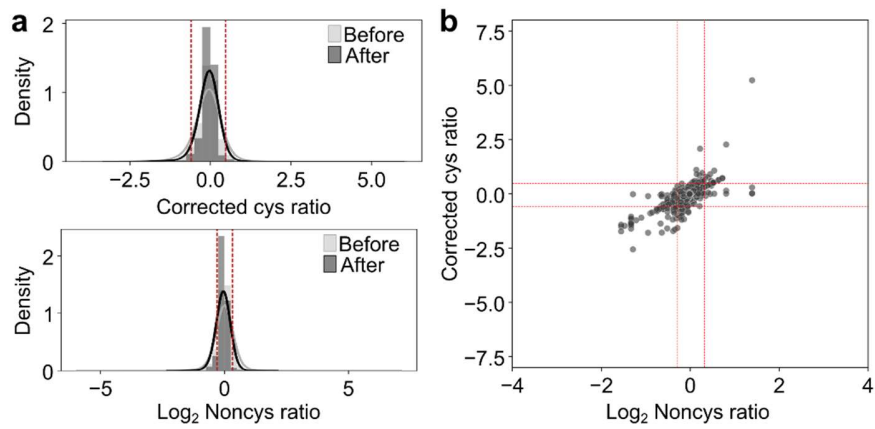 a
2
1
0
Density
Before
After
-2.5
0.0
2.5
5.0
Corrected cys ratio
2
1
0
Density
Before
After
-5
0
5
Log₂ Noncys ratio
b
7.5
5.0
2.5
0.0
-2.5
-5.0
-7.5
Corrected cys ratio
-4
-2
0
2
4
Log₂ Noncys ratio